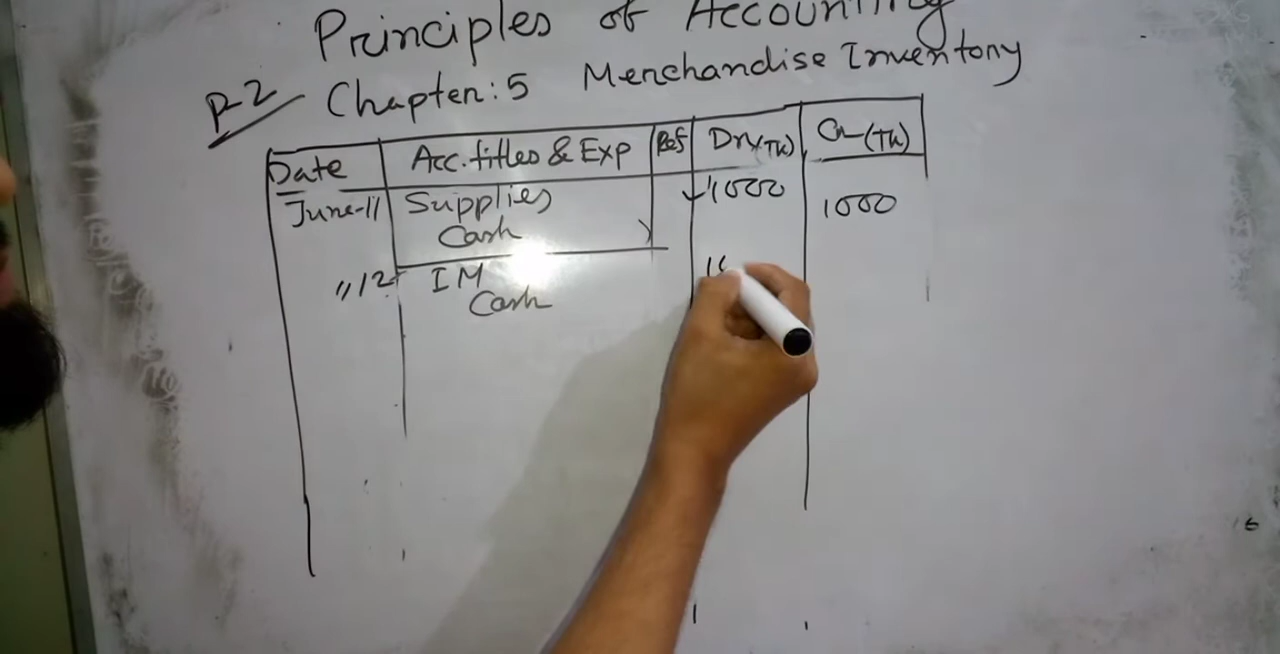 Principles of Accounting
P-2 Chapter: 5 Merchandise Inventory
Date Acc. titles & Exp Ref Dr(Tk) Cr(Tk)
June-11 Supplies 1000
Cash 1000
"12 IM
Cash